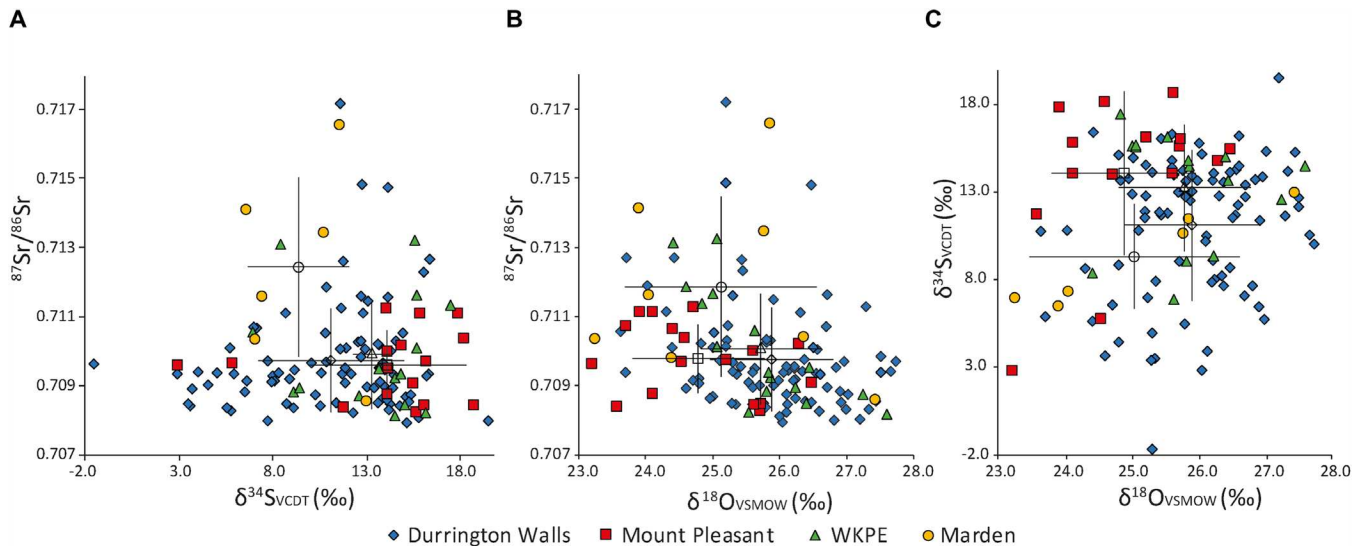 A
⁸⁷Sr/⁸⁶Sr
0.717
0.715
0.713
0.711
0.709
0.707
-2.0 3.0 8.0 13.0 18.0
δ³⁴SVCDT (‰)
B
⁸⁷Sr/⁸⁶Sr
0.717
0.715
0.713
0.711
0.709
0.707
23.0 24.0 25.0 26.0 27.0 28.0
δ¹⁸OVSMOW (‰)
C
δ³⁴SVCDT (‰)
18.0
13.0
8.0
3.0
-2.0
23.0 24.0 25.0 26.0 27.0 28.0
δ¹⁸OVSMOW (‰)
Durrington Walls Mount Pleasant WKPE Marden